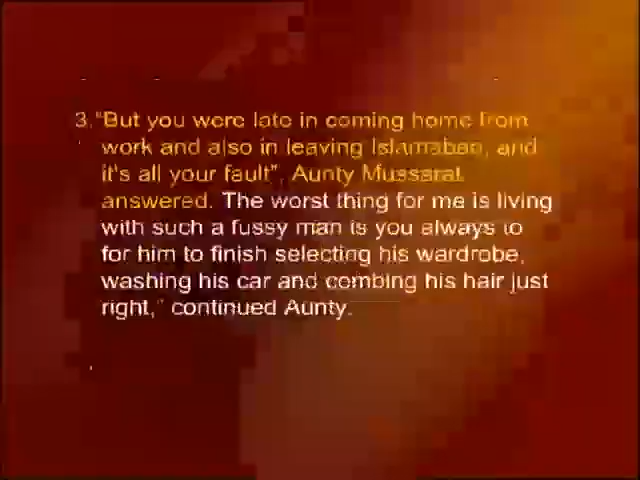 3."But you were late in coming home from
work and also in leaving Islamabad, and
it's all your fault", Aunty Mussarat
answered. The worst thing for me is living
with such a fussy man is you always to
for him to finish selecting his wardrobe,
washing his car and combing his hair just
right," continued Aunty.